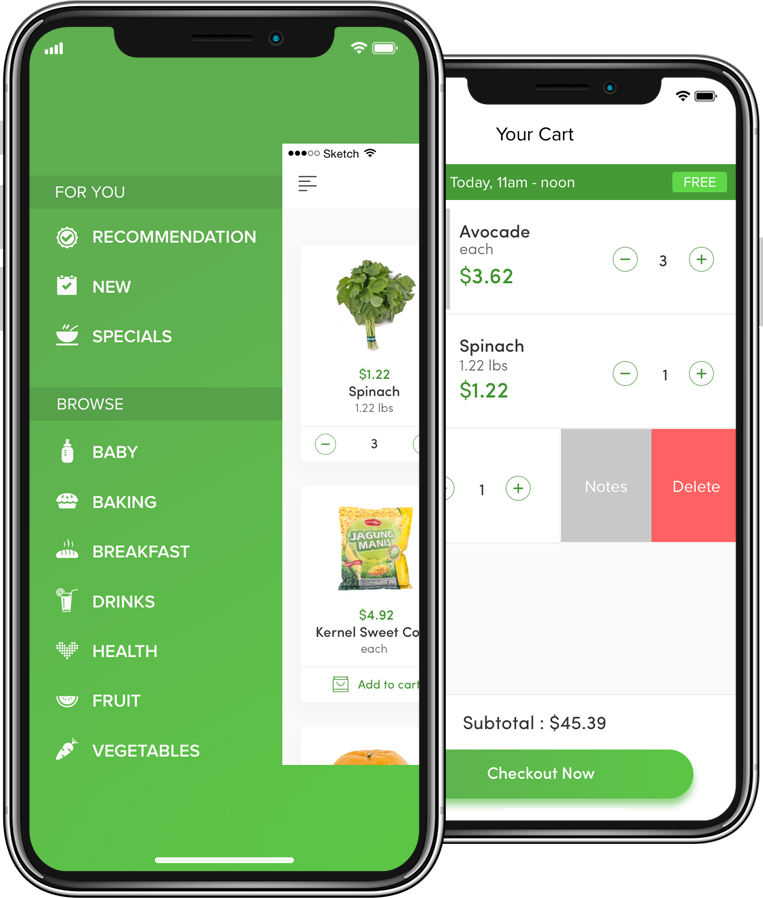 FOR YOU
RECOMMENDATION
NEW
SPECIALS
BROWSE
BABY
BAKING
BREAKFAST
DRINKS
HEALTH
FRUIT
VEGETABLES
Sketch
$1.22
Spinach
1.22 lbs
3
JAGUNG
MANIS
$4.92
Kernel Sweet Co
each
Add to cart
Your Cart
Today, 11am - noon
FREE
Avocade
each
$3.62
3
Spinach
1.22 lbs
$1.22
1
1
Notes
Delete
Subtotal : $45.39
Checkout Now